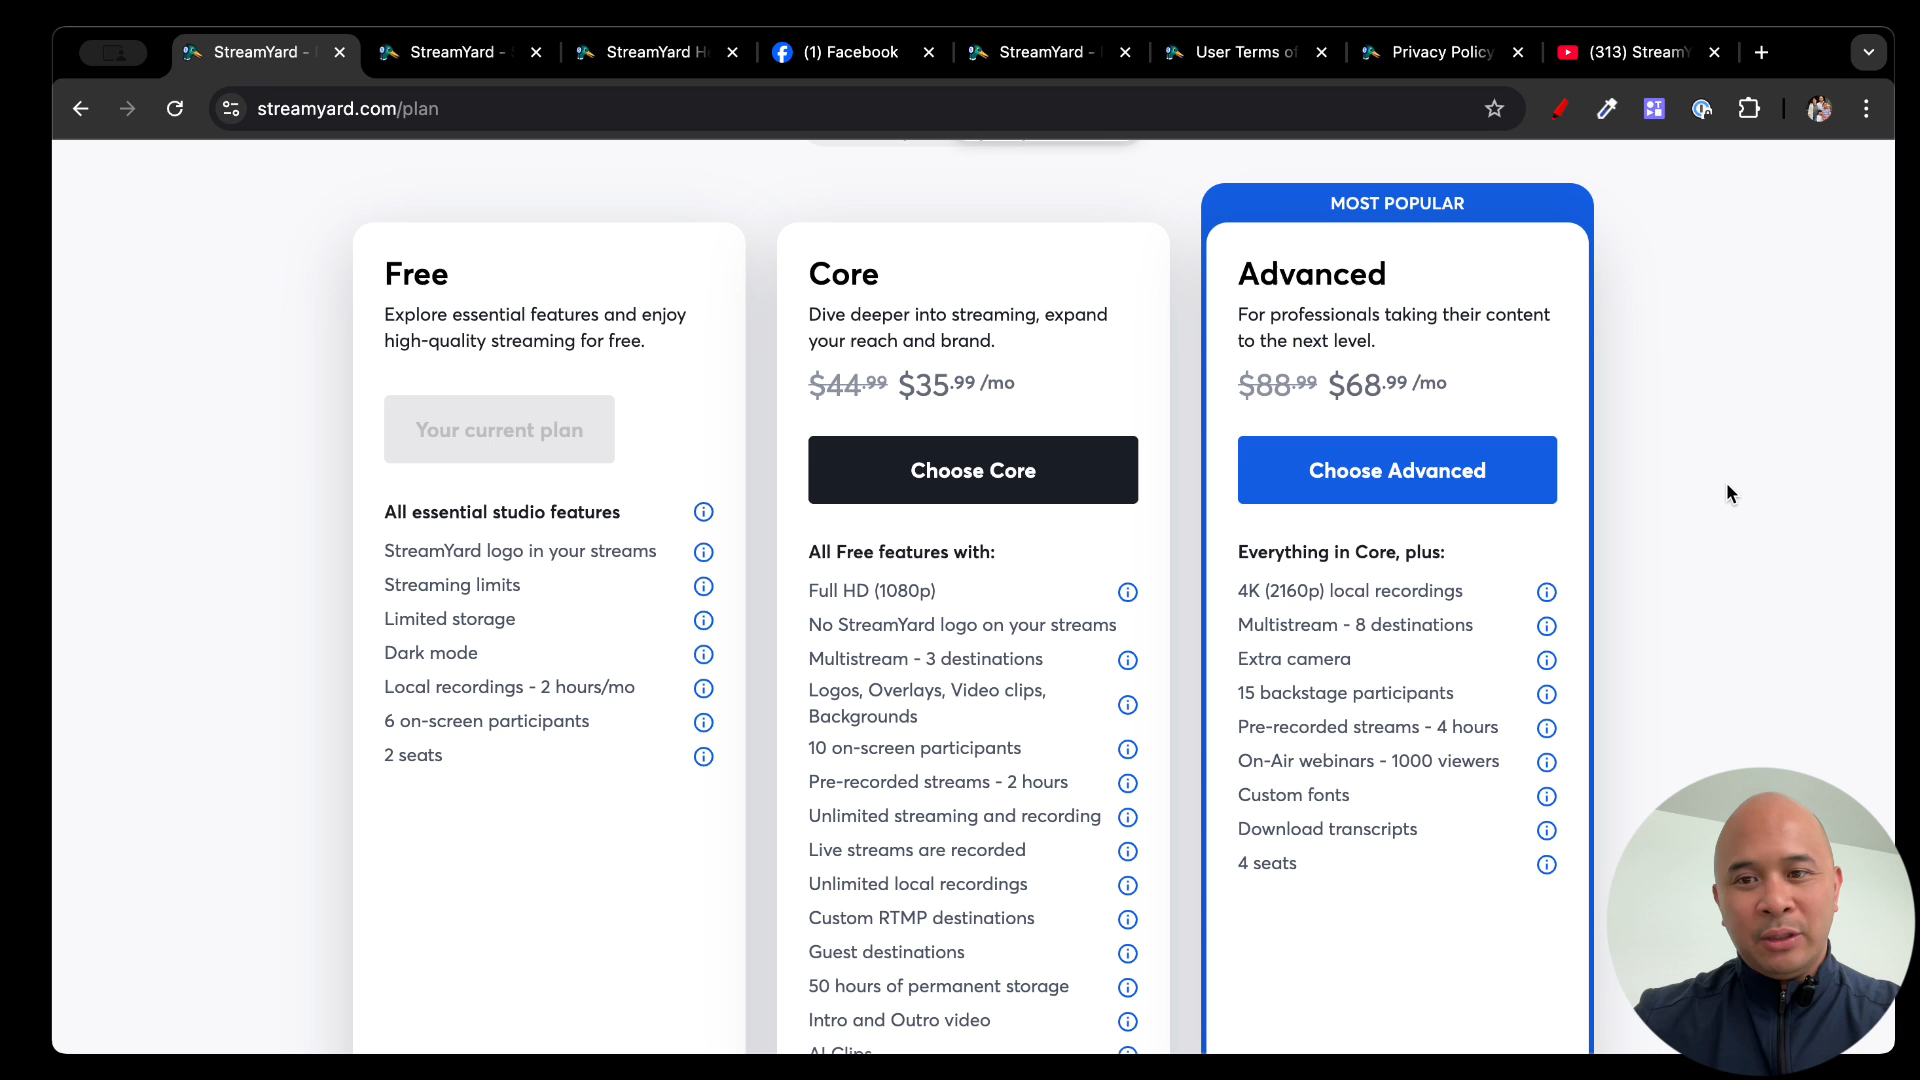 StreamYard -
StreamYard -
StreamYard H
(1) Facebook
StreamYard -
User Terms of
Privacy Policy
(313) StreamY
streamyard.com/plan
MOST POPULAR
Free
Explore essential features and enjoy
high-quality streaming for free.
Your current plan
All essential studio features
StreamYard logo in your streams
Streaming limits
Limited storage
Dark mode
Local recordings - 2 hours/mo
6 on-screen participants
2 seats
Core
Dive deeper into streaming, expand
your reach and brand.
$44.99 $35.99 /mo
Choose Core
All Free features with:
Full HD (1080p)
No StreamYard logo on your streams
Multistream - 3 destinations
Logos, Overlays, Video clips,
Backgrounds
10 on-screen participants
Pre-recorded streams - 2 hours
Unlimited streaming and recording
Live streams are recorded
Unlimited local recordings
Custom RTMP destinations
Guest destinations
50 hours of permanent storage
Intro and Outro video
AI Clips
Advanced
For professionals taking their content
to the next level.
$88.99 $68.99 /mo
Choose Advanced
Everything in Core, plus:
4K (2160p) local recordings
Multistream - 8 destinations
Extra camera
15 backstage participants
Pre-recorded streams - 4 hours
On-Air webinars - 1000 viewers
Custom fonts
Download transcripts
4 seats